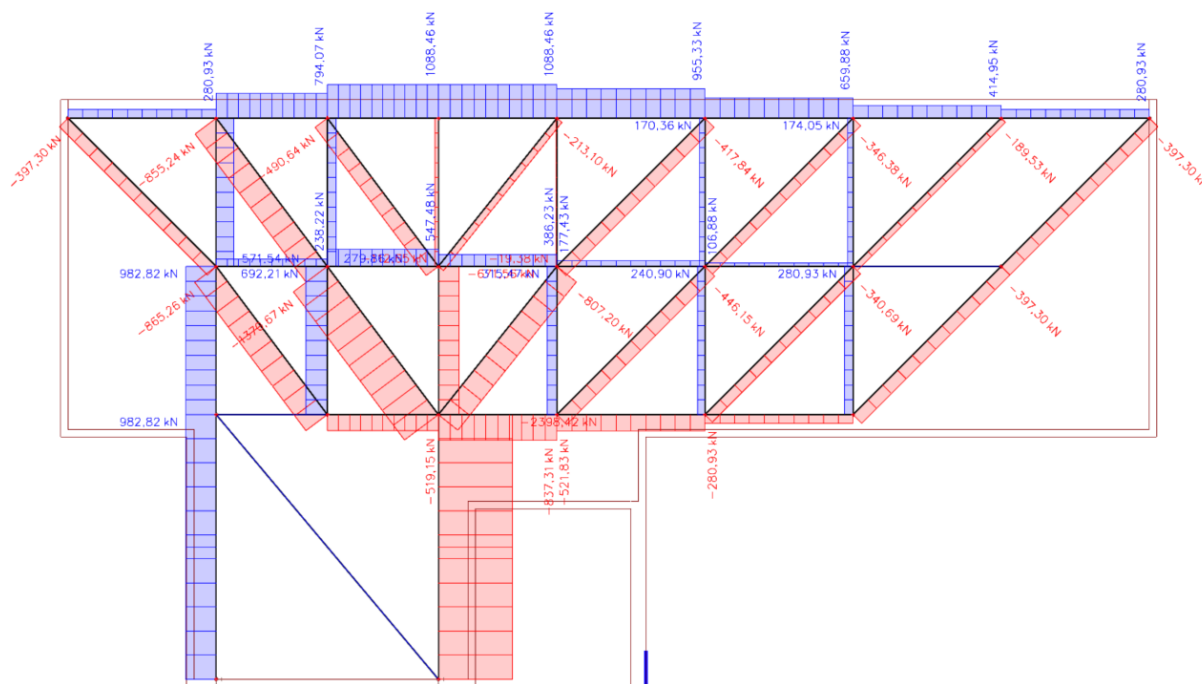 280,93 kN
794,07 kN
1088,46 kN
1088,46 kN
955,33 kN
659,88 kN
414,95 kN
280,93 kN
-397,30 kN
-855,24 kN
-490,64 kN
-213,10 kN
170,36 kN
-417,84 kN
174,05 kN
-346,38 kN
-189,53 kN
-397,30 kN
238,22 kN
547,48 kN
386,23 kN
177,43 kN
106,88 kN
571,54 kN
-19,38 kN
982,82 kN
692,21 kN
315,47 kN
240,90 kN
280,93 kN
-865,26 kN
-807,20 kN
-446,15 kN
-340,69 kN
-397,30 kN
982,82 kN
-2398,42 kN
-519,15 kN
-837,31 kN
-521,83 kN
-280,93 kN